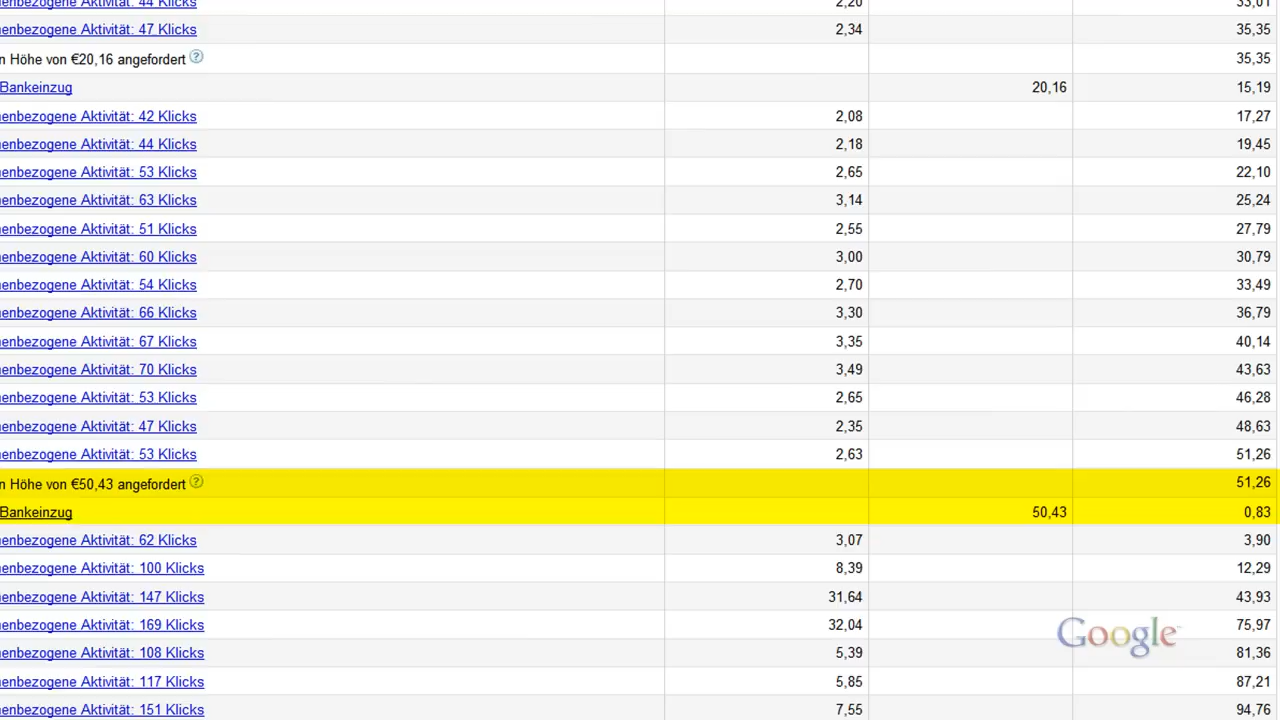 enbezogene Aktivität: 44 Klicks 2,20 33,01
enbezogene Aktivität: 47 Klicks 2,34 35,35
n Höhe von €20,16 angefordert ? 35,35
Bankeinzug 20,16 15,19
enbezogene Aktivität: 42 Klicks 2,08 17,27
enbezogene Aktivität: 44 Klicks 2,18 19,45
enbezogene Aktivität: 53 Klicks 2,65 22,10
enbezogene Aktivität: 63 Klicks 3,14 25,24
enbezogene Aktivität: 51 Klicks 2,55 27,79
enbezogene Aktivität: 60 Klicks 3,00 30,79
enbezogene Aktivität: 54 Klicks 2,70 33,49
enbezogene Aktivität: 66 Klicks 3,30 36,79
enbezogene Aktivität: 67 Klicks 3,35 40,14
enbezogene Aktivität: 70 Klicks 3,49 43,63
enbezogene Aktivität: 53 Klicks 2,65 46,28
enbezogene Aktivität: 47 Klicks 2,35 48,63
enbezogene Aktivität: 53 Klicks 2,63 51,26
n Höhe von €50,43 angefordert ? 51,26
Bankeinzug 50,43 0,83
enbezogene Aktivität: 62 Klicks 3,07 3,90
enbezogene Aktivität: 100 Klicks 8,39 12,29
enbezogene Aktivität: 147 Klicks 31,64 43,93
enbezogene Aktivität: 169 Klicks 32,04 75,97
Google™
enbezogene Aktivität: 108 Klicks 5,39 81,36
enbezogene Aktivität: 117 Klicks 5,85 87,21
enbezogene Aktivität: 151 Klicks 7,55 94,76